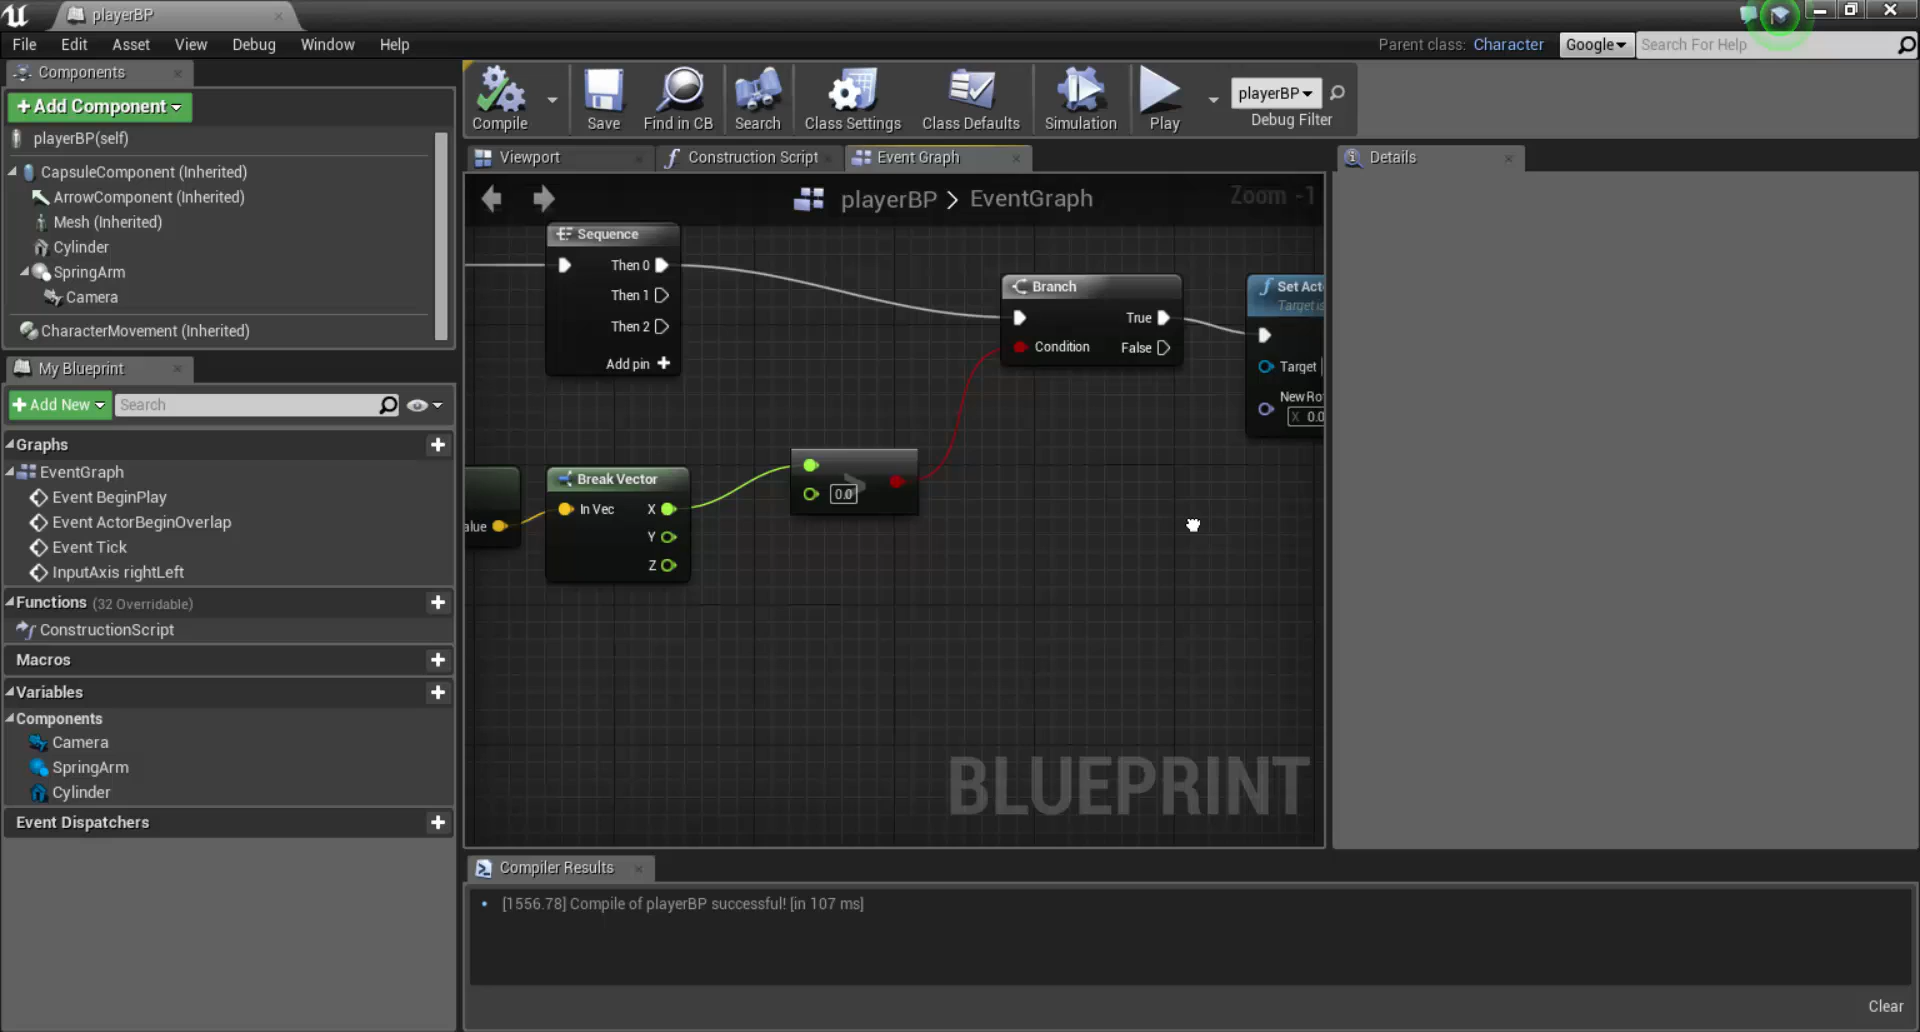 playerBP
File Edit Asset View Debug Window Help
Parent class: Character Google Search For Help
Components
Add Component
playerBP(self)
CapsuleComponent (Inherited)
ArrowComponent (Inherited)
Mesh (Inherited)
Cylinder
SpringArm
Camera
CharacterMovement (Inherited)
My Blueprint
Add New Search
Graphs
EventGraph
Event BeginPlay
Event ActorBeginOverlap
Event Tick
InputAxis rightLeft
Functions (32 Overridable)
ConstructionScript
Macros
Variables
Components
Camera
SpringArm
Cylinder
Event Dispatchers
Compile Save Find in CB Search Class Settings Class Defaults Simulation Play
playerBP
Debug Filter
Viewport Construction Script Event Graph
playerBP > EventGraph
Zoom -1
Sequence
Then 0
Then 1
Then 2
Add pin
Branch
True
Condition False
Set Act
Target is
Target
New Ro
X 0.0
alue
Break Vector
In Vec X
Y
Z
>
0.0
BLUEPRINT
Details
Compiler Results
[1556.78] Compile of playerBP successful! [in 107 ms]
Clear